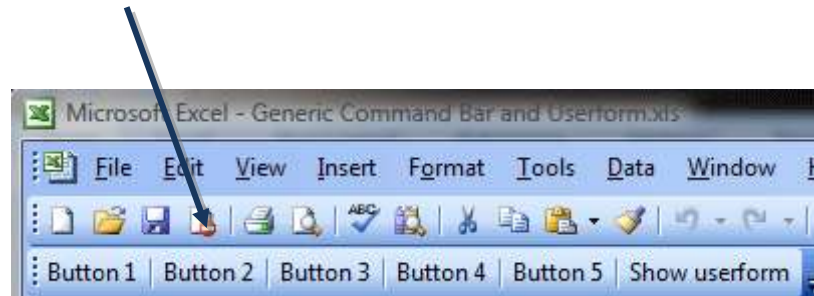 Microsoft Excel - Generic Command Bar and Userform.xls
File Edit View Insert Format Tools Data Window
ABC
Button 1 Button 2 Button 3 Button 4 Button 5 Show userform